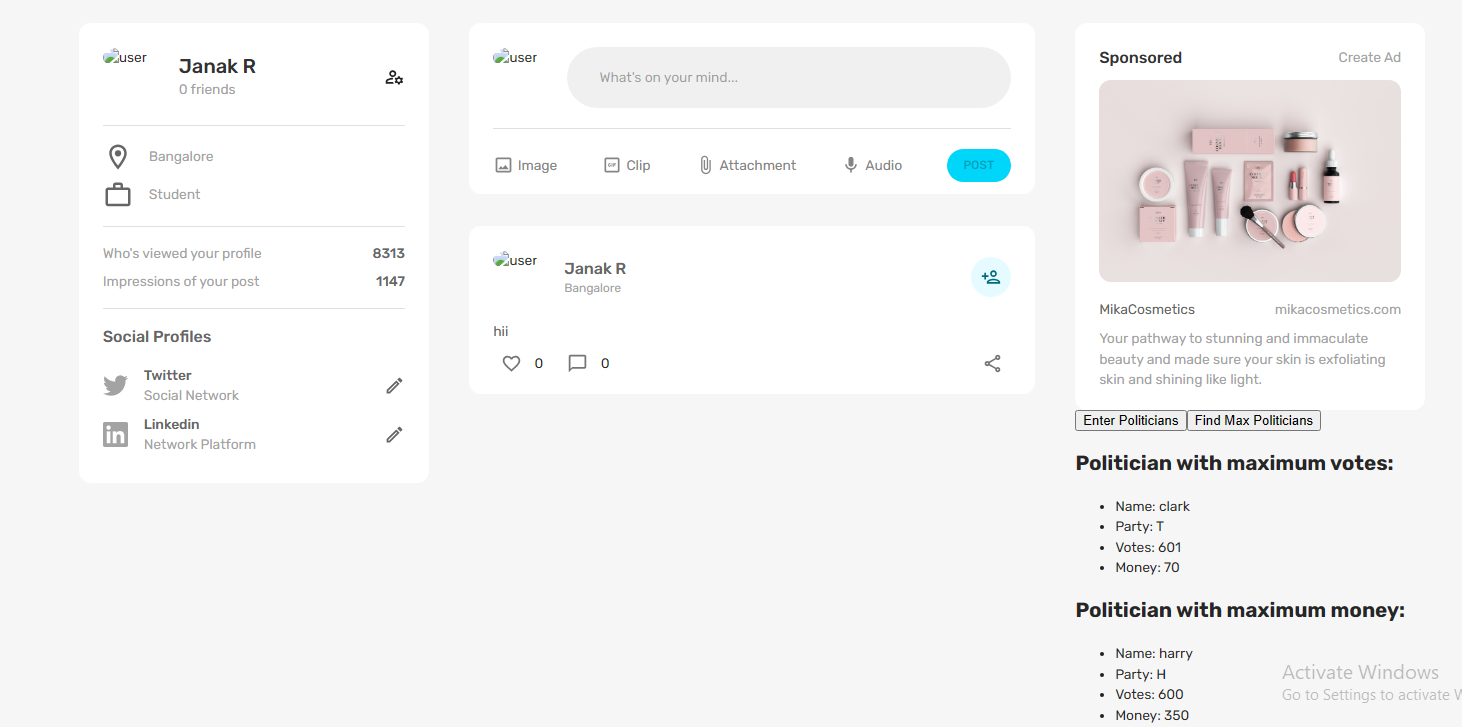 user
Janak R
0 friends
Bangalore
Student
Who's viewed your profile 8313
Impressions of your post 1147
Social Profiles
Twitter
Social Network
Linkedin
Network Platform
user
What's on your mind...
Image GIF Clip Attachment Audio POST
user
Janak R
Bangalore
hii
0 0
Sponsored Create Ad
MikaCosmetics mikacosmetics.com
Your pathway to stunning and immaculate
beauty and made sure your skin is exfoliating
skin and shining like light.
Enter Politicians Find Max Politicians
Politician with maximum votes:
• Name: clark
• Party: T
• Votes: 601
• Money: 70
Politician with maximum money:
• Name: harry
• Party: H
• Votes: 600
• Money: 350
Activate Windows
Go to Settings to activate W